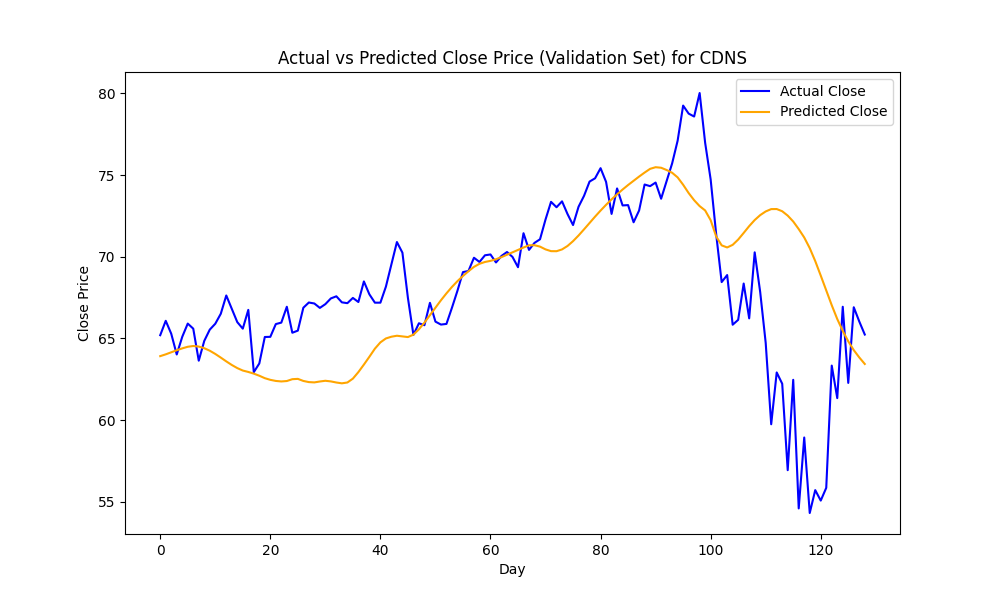 Actual vs Predicted Close Price (Validation Set) for CDNS
Actual Close
Predicted Close
Close Price
80
75
70
65
60
55
0 20 40 60 80 100 120
Day